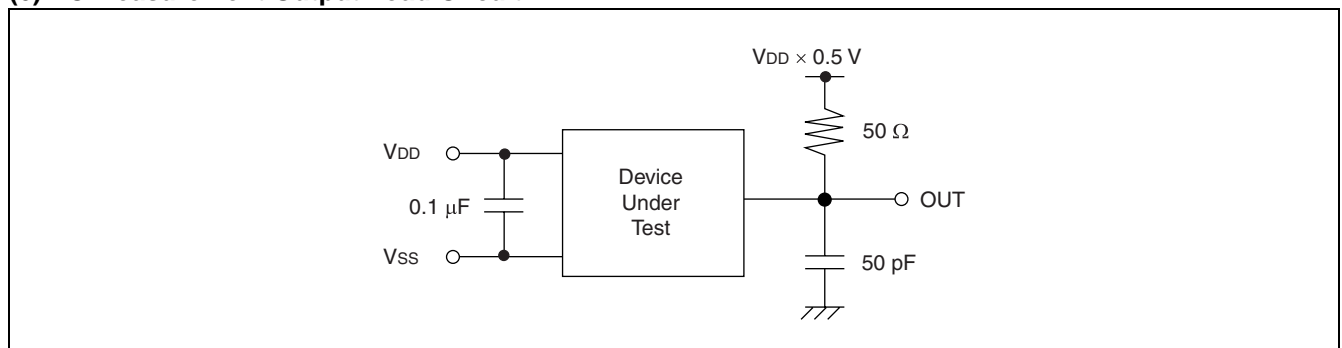 VDD × 0.5 V
50 Ω
VDD
Device
Under
Test
OUT
0.1 μF
VSS
50 pF